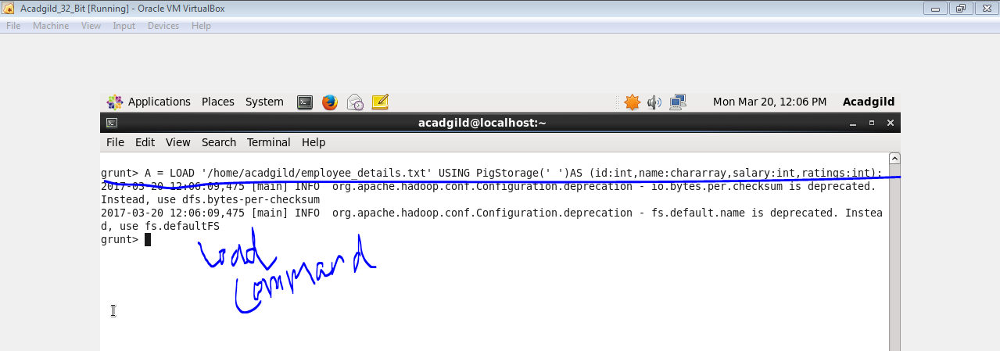 Acadgild_32_Bit [Running] - Oracle VM VirtualBox
File Machine View Input Devices Help
Applications Places System Mon Mar 20, 12:06 PM Acadgild
acadgild@localhost:~
File Edit View Search Terminal Help
grunt> A = LOAD '/home/acadgild/employee_details.txt' USING PigStorage(' ')AS (id:int,name:chararray,salary:int,ratings:int);
2017-03-20 12:06:09,475 [main] INFO  org.apache.hadoop.conf.Configuration.deprecation - io.bytes.per.checksum is deprecated.
Instead, use dfs.bytes-per-checksum
2017-03-20 12:06:09,475 [main] INFO  org.apache.hadoop.conf.Configuration.deprecation - fs.default.name is deprecated. Instea
d, use fs.defaultFS
grunt>
Load
Command